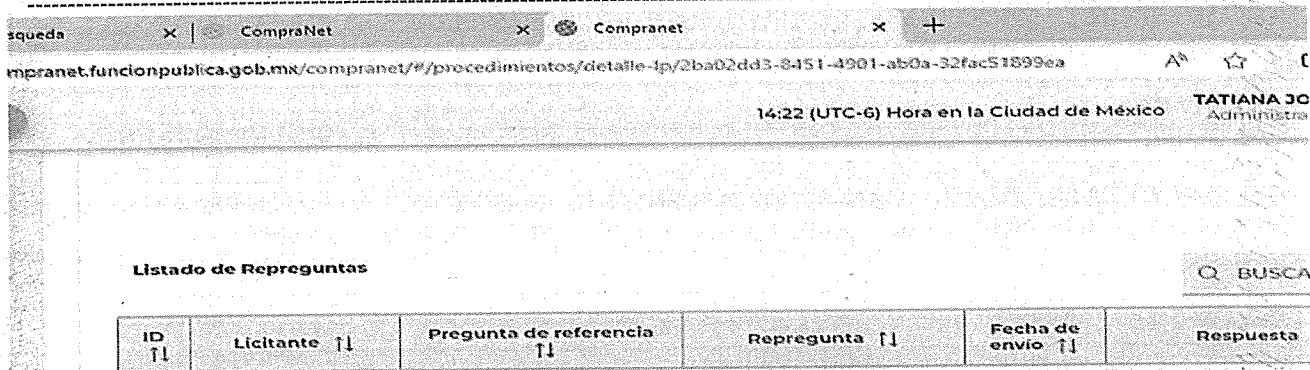 squeda × | CompraNet × Compranet × +
mpranet.funcionpublica.gob.mx/compranet/#/procedimientos/detalle-lp/2ba02dd3-8451-4901-ab0a-32fac51899ea
14:22 (UTC-6) Hora en la Ciudad de México TATIANA JO
Administra
Listado de Repreguntas
BUSCA
ID ↑↓ Licitante ↑↓ Pregunta de referencia ↑↓ Repregunta ↑↓ Fecha de envío ↑↓ Respuesta